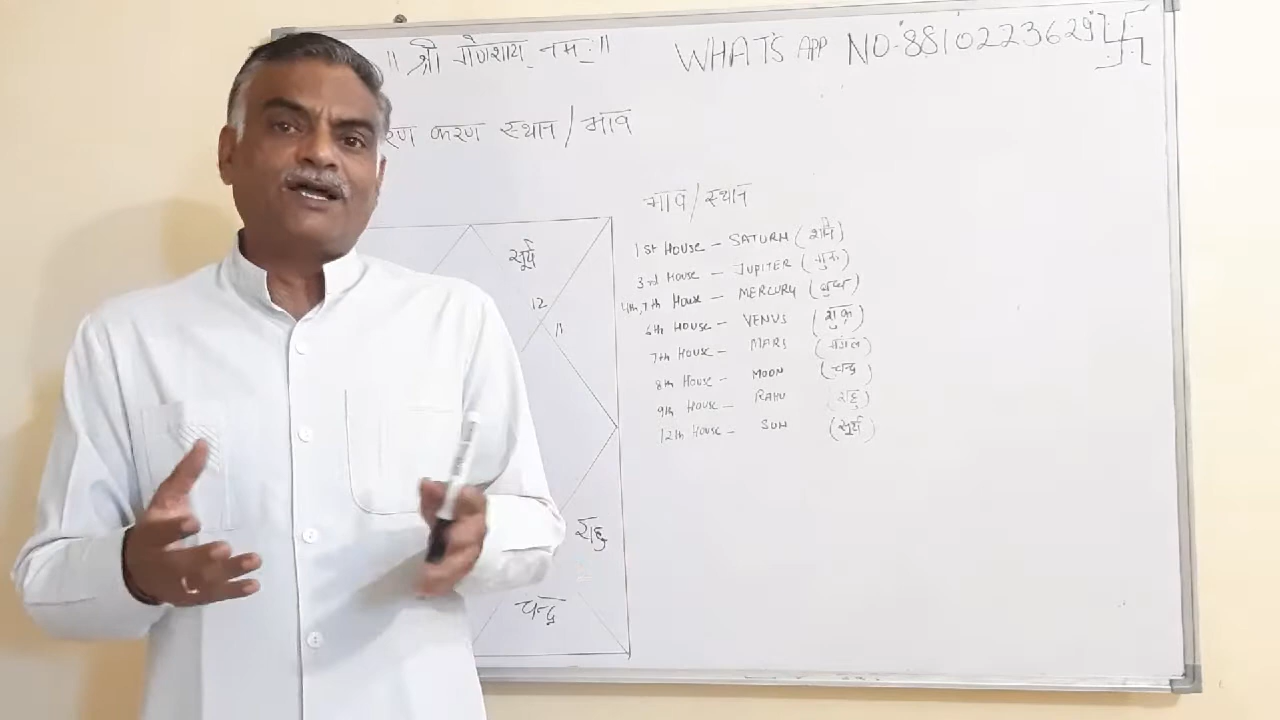 ॥ श्री गणेशाय नमः ॥
WHATS APP NO. 8810223629
करण स्थान / भाव
भाव / स्थान
1st HOUSE - SATURN (शनि)
3rd HOUSE - JUPITER (गुरु)
4th, 7th House - MERCURY (बुध)
6th HOUSE - VENUS (शुक्र)
7th HOUSE - MARS (मंगल)
8th HOUSE - MOON (चन्द्र)
9th HOUSE - RAHU (राहु)
12th HOUSE - SUN (सूर्य)
सूर्य
12
11
राहु
चन्द्र